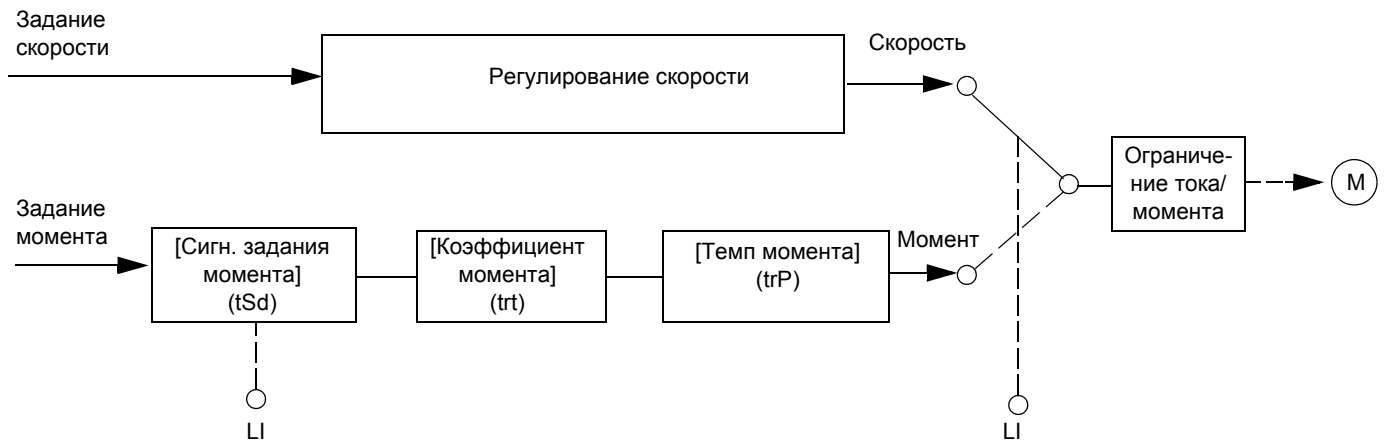 Задание
скорости
Регулирование скорости
Скорость
Ограниче-
ние тока/
момента
M
Задание
момента
[Сигн. задания
момента]
(tSd)
[Коэффициент
момента]
(trt)
[Темп момента]
(trP)
Момент
LI
LI